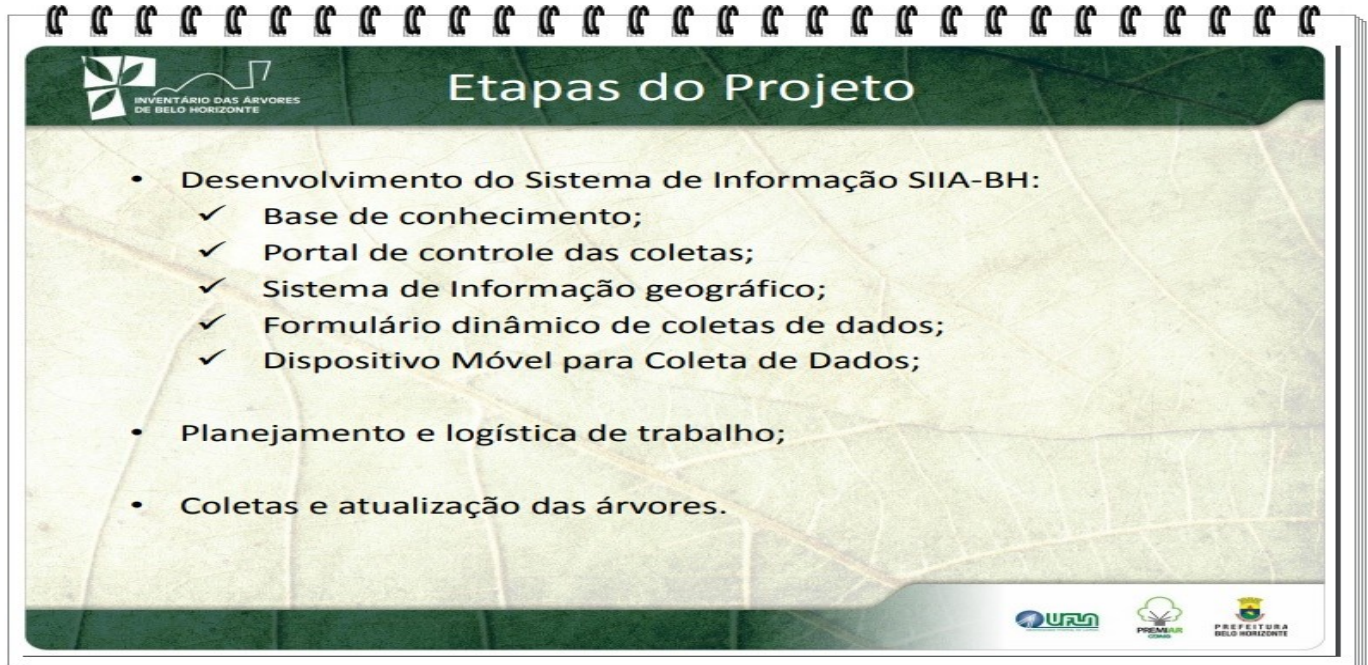 INVENTÁRIO DAS ÁRVORES
DE BELO HORIZONTE
Etapas do Projeto
• Desenvolvimento do Sistema de Informação SIIA-BH:
✓ Base de conhecimento;
✓ Portal de controle das coletas;
✓ Sistema de Informação geográfico;
✓ Formulário dinâmico de coletas de dados;
✓ Dispositivo Móvel para Coleta de Dados;
• Planejamento e logística de trabalho;
• Coletas e atualização das árvores.
UFLA
PREMIAR
CEMIG
PREFEITURA
BELO HORIZONTE